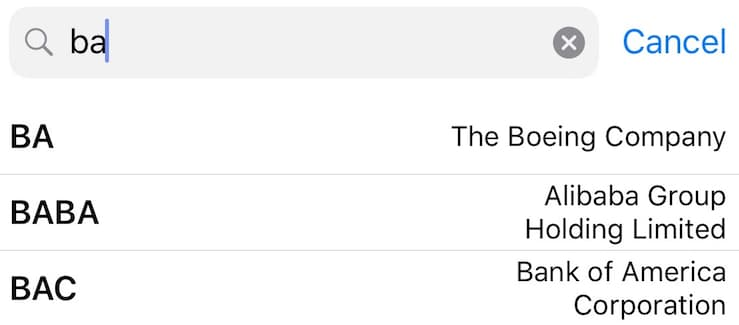 ba
Cancel
BA
The Boeing Company
BABA
Alibaba Group
Holding Limited
BAC
Bank of America
Corporation